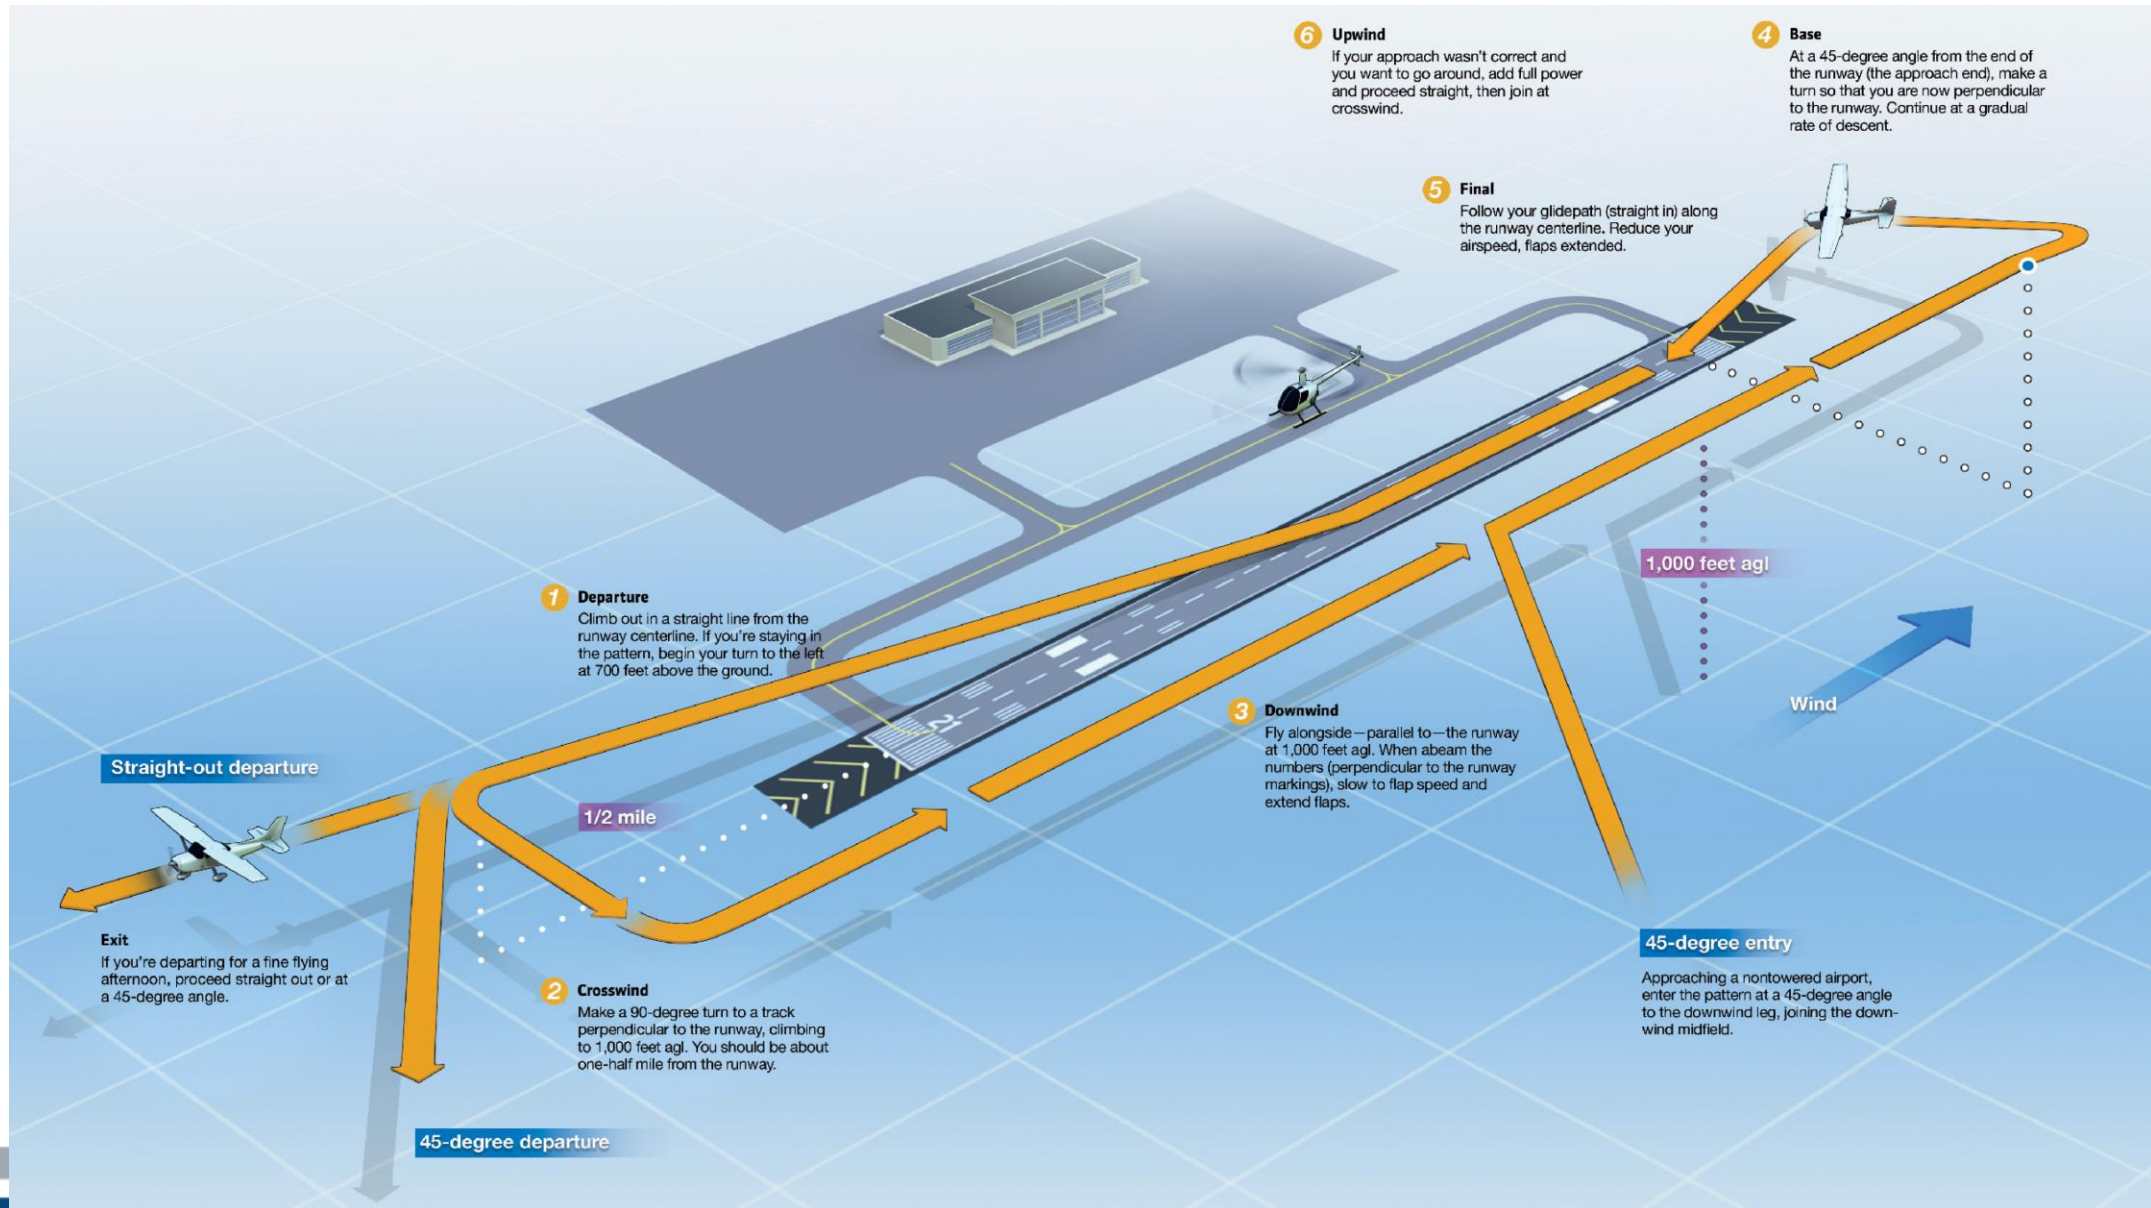 6 Upwind
If your approach wasn't correct and
you want to go around, add full power
and proceed straight, then join at
crosswind.
4 Base
At a 45-degree angle from the end of
the runway (the approach end), make a
turn so that you are now perpendicular
to the runway. Continue at a gradual
rate of descent.
5 Final
Follow your glidepath (straight in) along
the runway centerline. Reduce your
airspeed, flaps extended.
1,000 feet agl
1 Departure
Climb out in a straight line from the
runway centerline. If you're staying in
the pattern, begin your turn to the left
at 700 feet above the ground.
Wind
3 Downwind
Fly alongside—parallel to—the runway
at 1,000 feet agl. When abeam the
numbers (perpendicular to the runway
markings), slow to flap speed and
extend flaps.
21
Straight-out departure
1/2 mile
Exit
If you're departing for a fine flying
afternoon, proceed straight out or at
a 45-degree angle.
2 Crosswind
Make a 90-degree turn to a track
perpendicular to the runway, climbing
to 1,000 feet agl. You should be about
one-half mile from the runway.
45-degree entry
Approaching a nontowered airport,
enter the pattern at a 45-degree angle
to the downwind leg, joining the down-
wind midfield.
45-degree departure